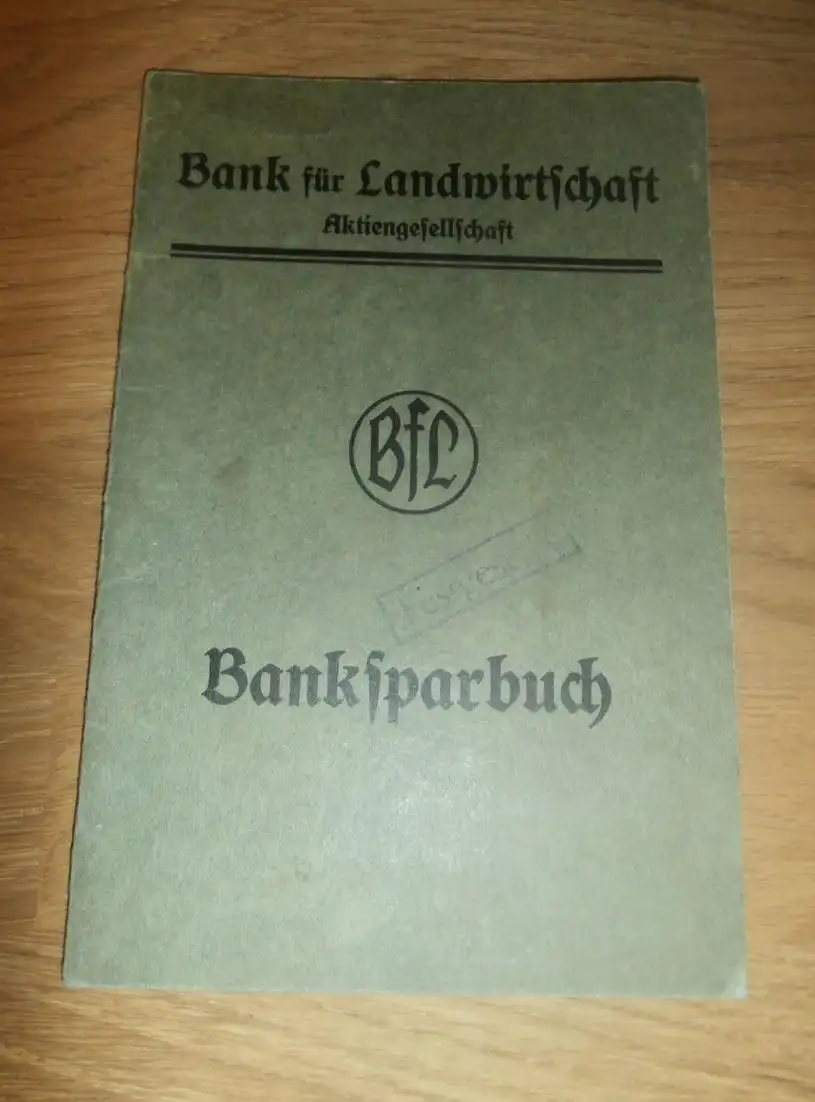 Bank für Landwirtſchaft
Aktiengeſellſchaft
BfL
Bankſparbuch